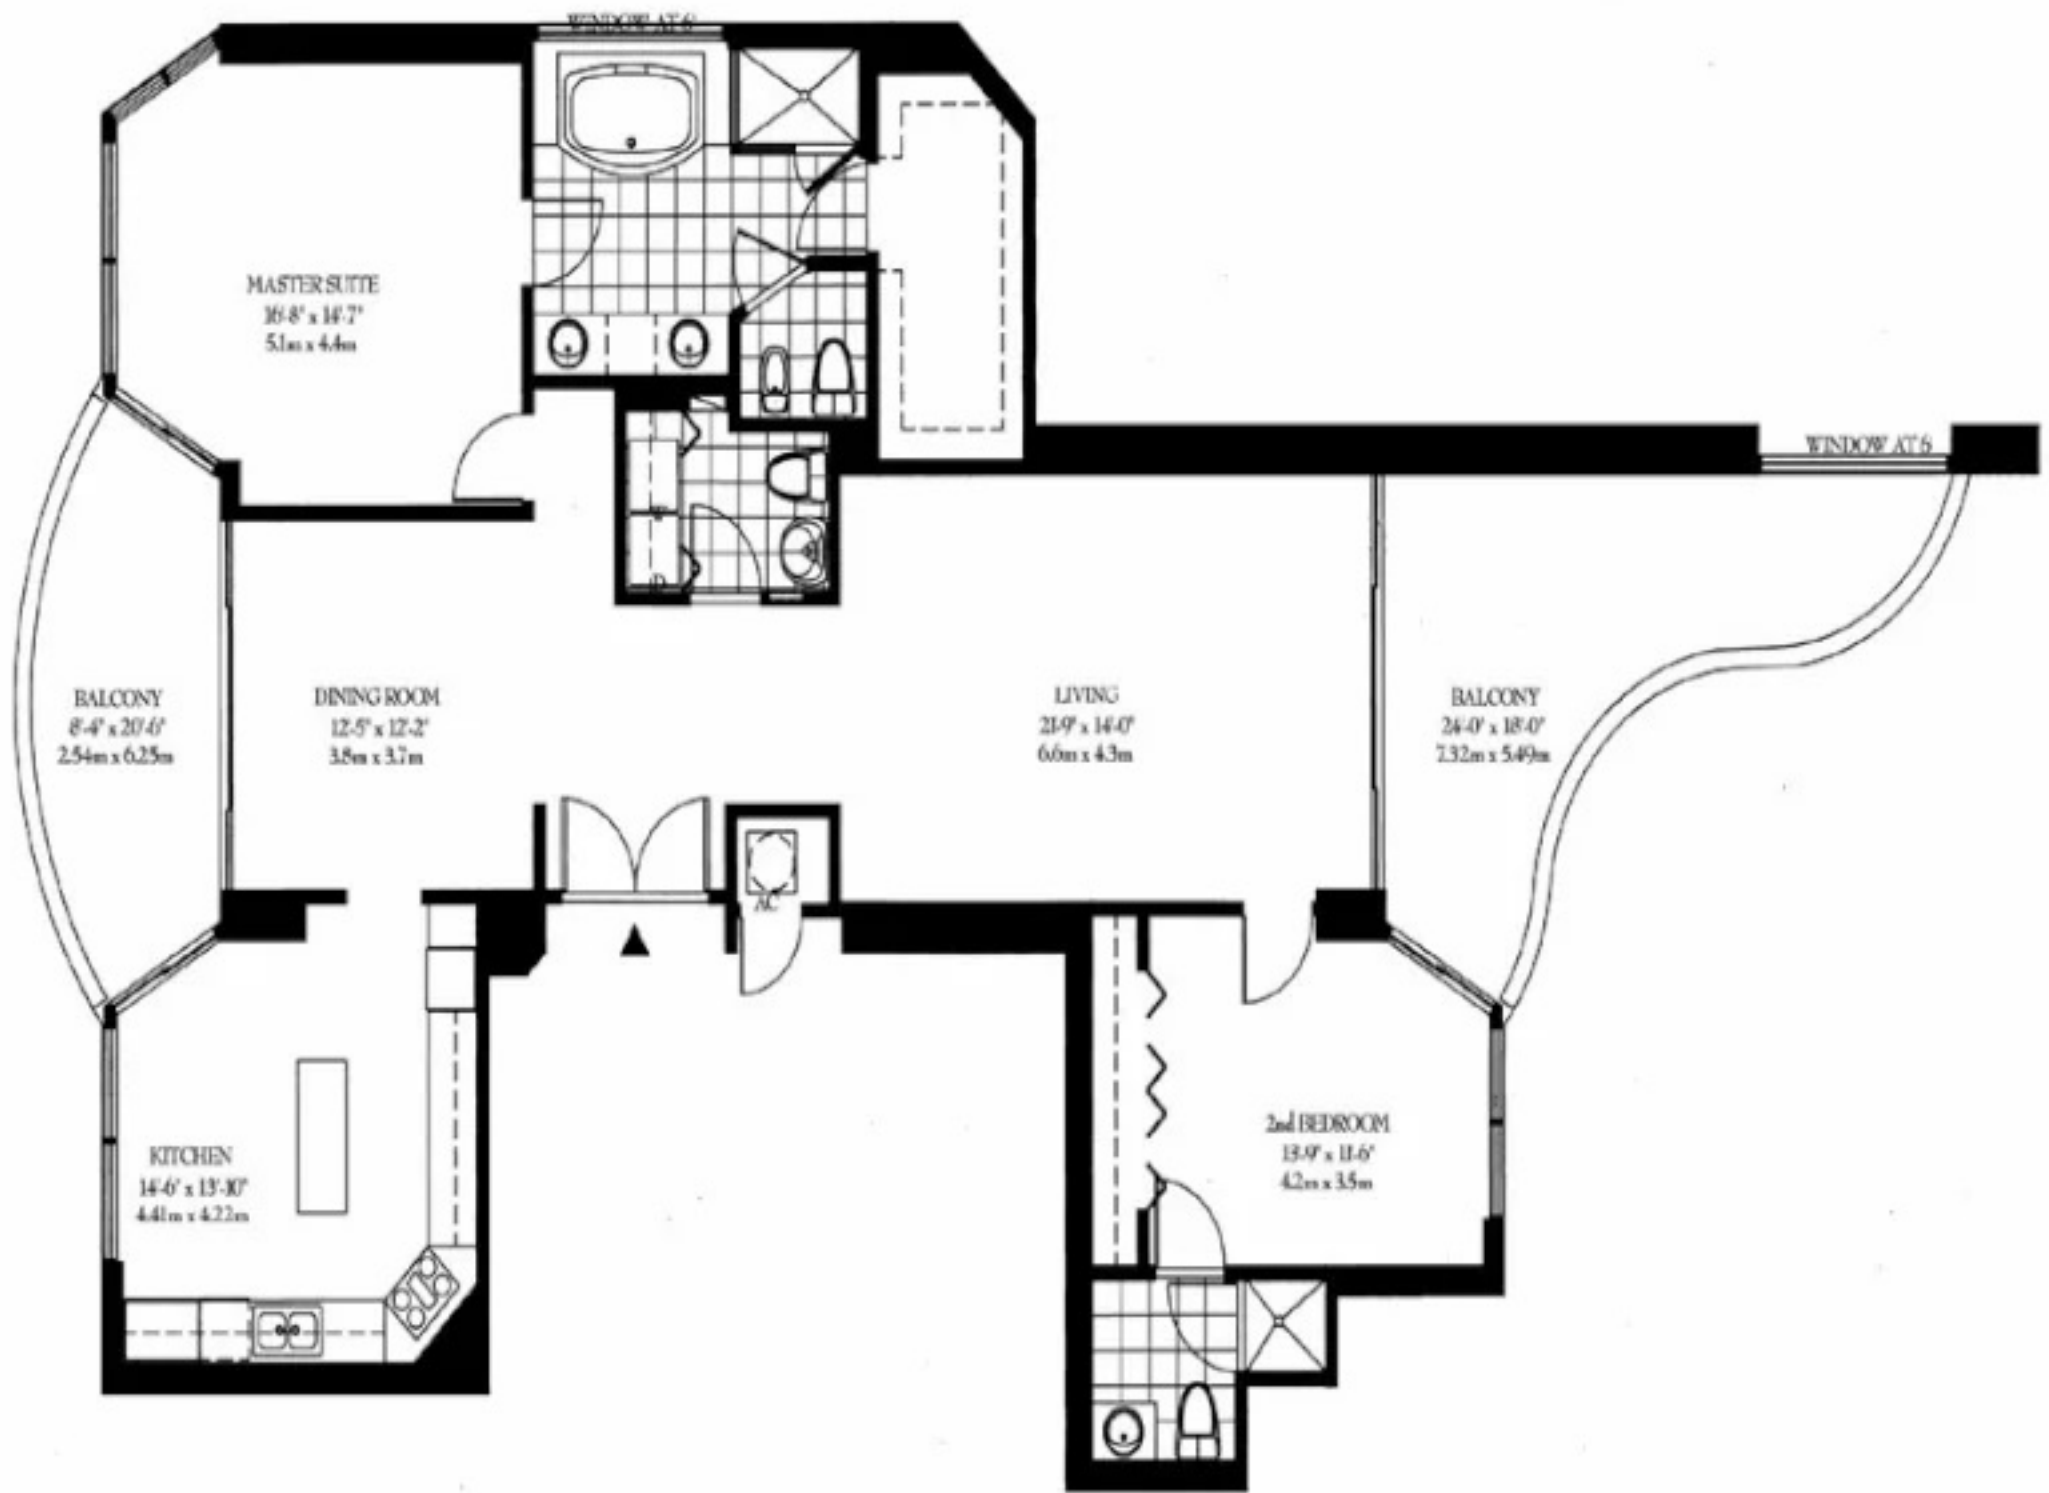 WINDOW AT 6'
MASTER SUITE
16'-8" x 14'-7"
5.1m x 4.4m
WINDOW AT 6'
BALCONY
8'-4" x 20'-6"
2.54m x 6.25m
DINING ROOM
12'-5" x 12'-2"
3.8m x 3.7m
LIVING
21'-9" x 14'-0"
6.6m x 4.3m
BALCONY
24'-0" x 18'-0"
7.32m x 5.49m
AC
KITCHEN
14'-6" x 13'-10"
4.41m x 4.22m
2nd BEDROOM
13'-9" x 11'-6"
4.2m x 3.5m